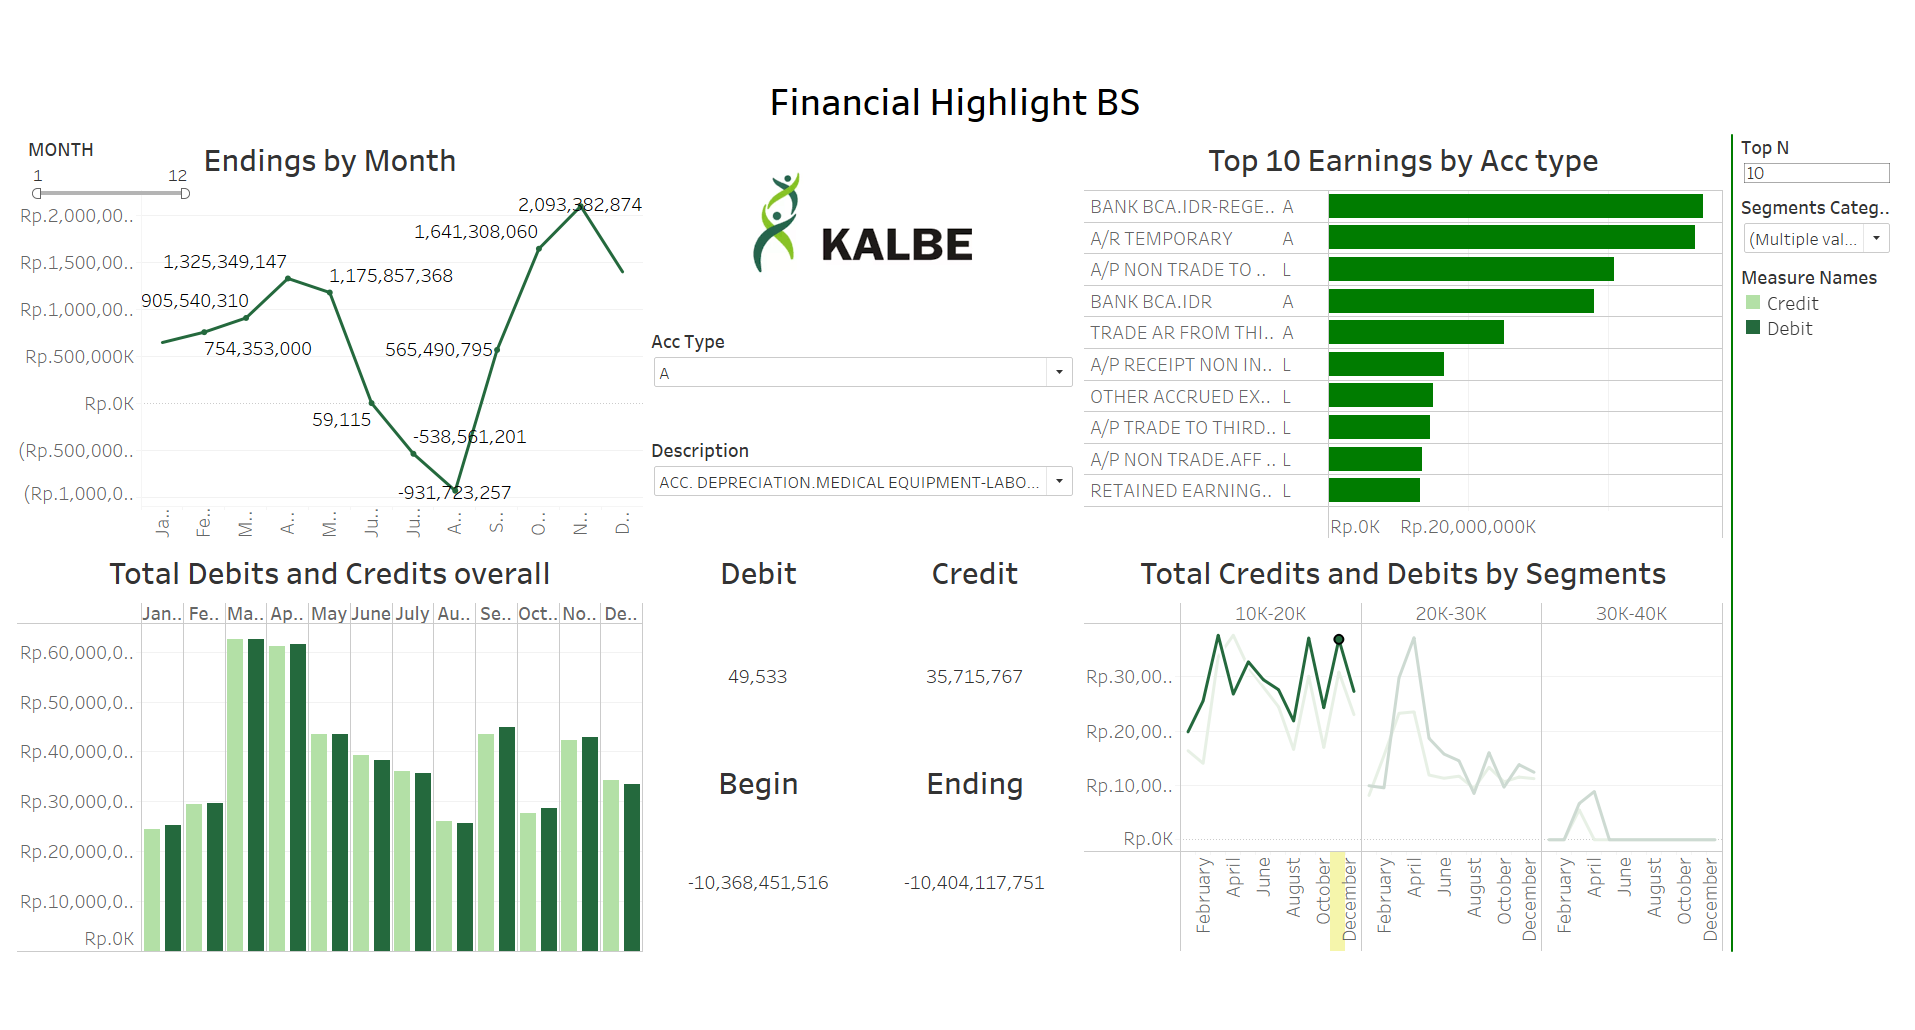 Financial Highlight BS
MONTH
1 12
Endings by Month
Rp.2,000,00..
Rp.1,500,00..
Rp.1,000,00..
Rp.500,000K
Rp.0K
(Rp.500,000..
(Rp.1,000,0..
2,093,382,874
1,641,308,060
1,325,349,147
1,175,857,368
905,540,310
754,353,000
565,490,795
59,115
-538,561,201
-931,723,257
Ja.. Fe.. M.. A.. M.. Ju.. Ju.. A.. S.. O.. N.. D..
KALBE
Acc Type
A
Description
ACC. DEPRECIATION.MEDICAL EQUIPMENT-LABO...
Top 10 Earnings by Acc type
BANK BCA.IDR-REGE.. A
A/R TEMPORARY A
A/P NON TRADE TO .. L
BANK BCA.IDR A
TRADE AR FROM THI.. A
A/P RECEIPT NON IN.. L
OTHER ACCRUED EX.. L
A/P TRADE TO THIRD.. L
A/P NON TRADE.AFF .. L
RETAINED EARNING.. L
Rp.0K Rp.20,000,000K
Top N
10
Segments Categ..
(Multiple val...
Measure Names
Credit
Debit
Total Debits and Credits overall
Jan.. Fe.. Ma.. Ap.. May June July Au.. Se.. Oct.. No.. De..
Rp.60,000,0..
Rp.50,000,0..
Rp.40,000,0..
Rp.30,000,0..
Rp.20,000,0..
Rp.10,000,0..
Rp.0K
Debit Credit
49,533 35,715,767
Begin Ending
-10,368,451,516 -10,404,117,751
Total Credits and Debits by Segments
10K-20K 20K-30K 30K-40K
Rp.30,00..
Rp.20,00..
Rp.10,00..
Rp.0K
February April June August October December February April June August October December February April June August October December